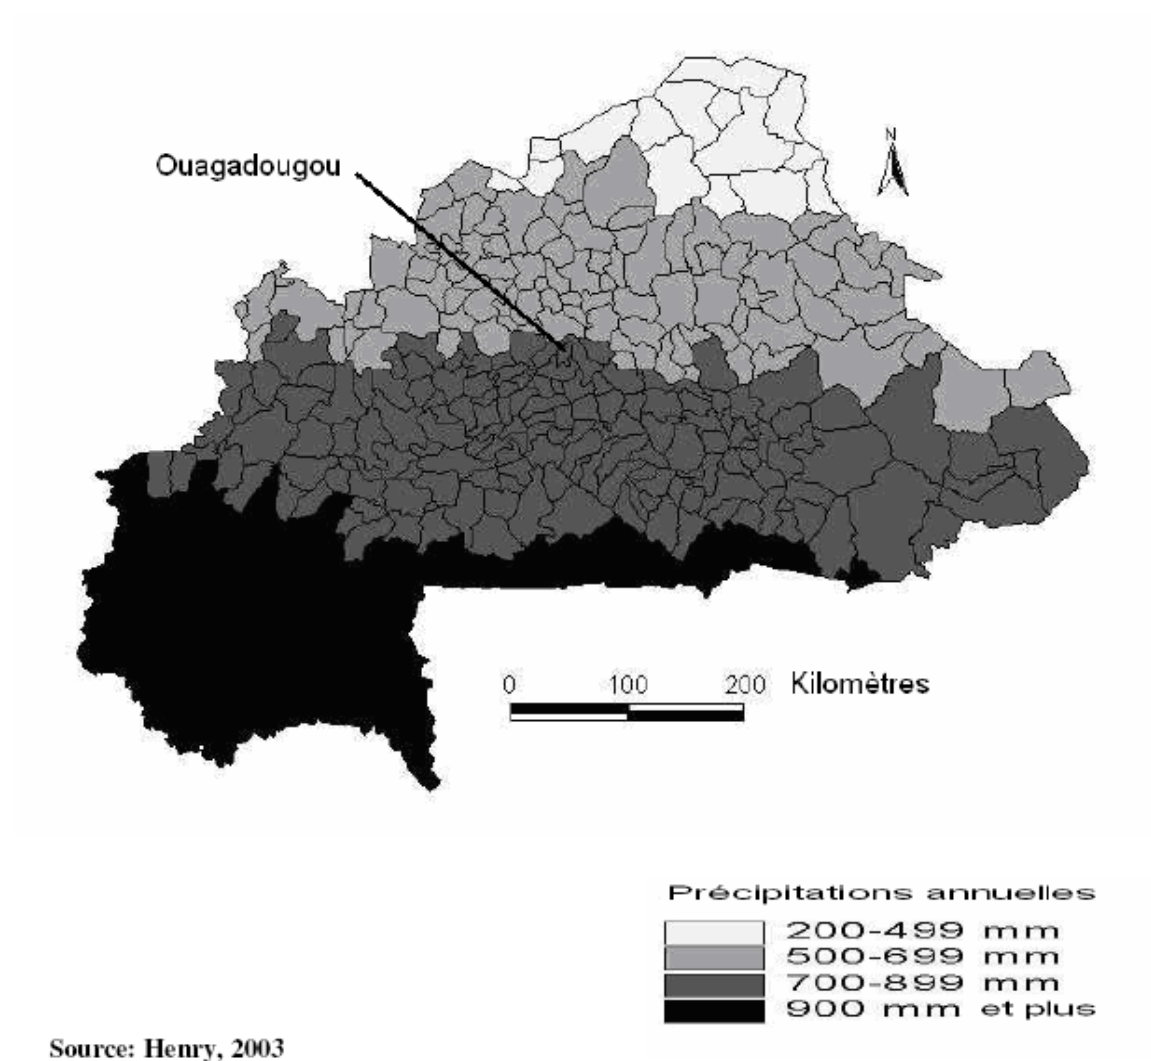 N
Ouagadougou
0 100 200 Kilomètres
Précipitations annuelles
200-499 mm
500-699 mm
700-899 mm
900 mm et plus
Source: Henry, 2003